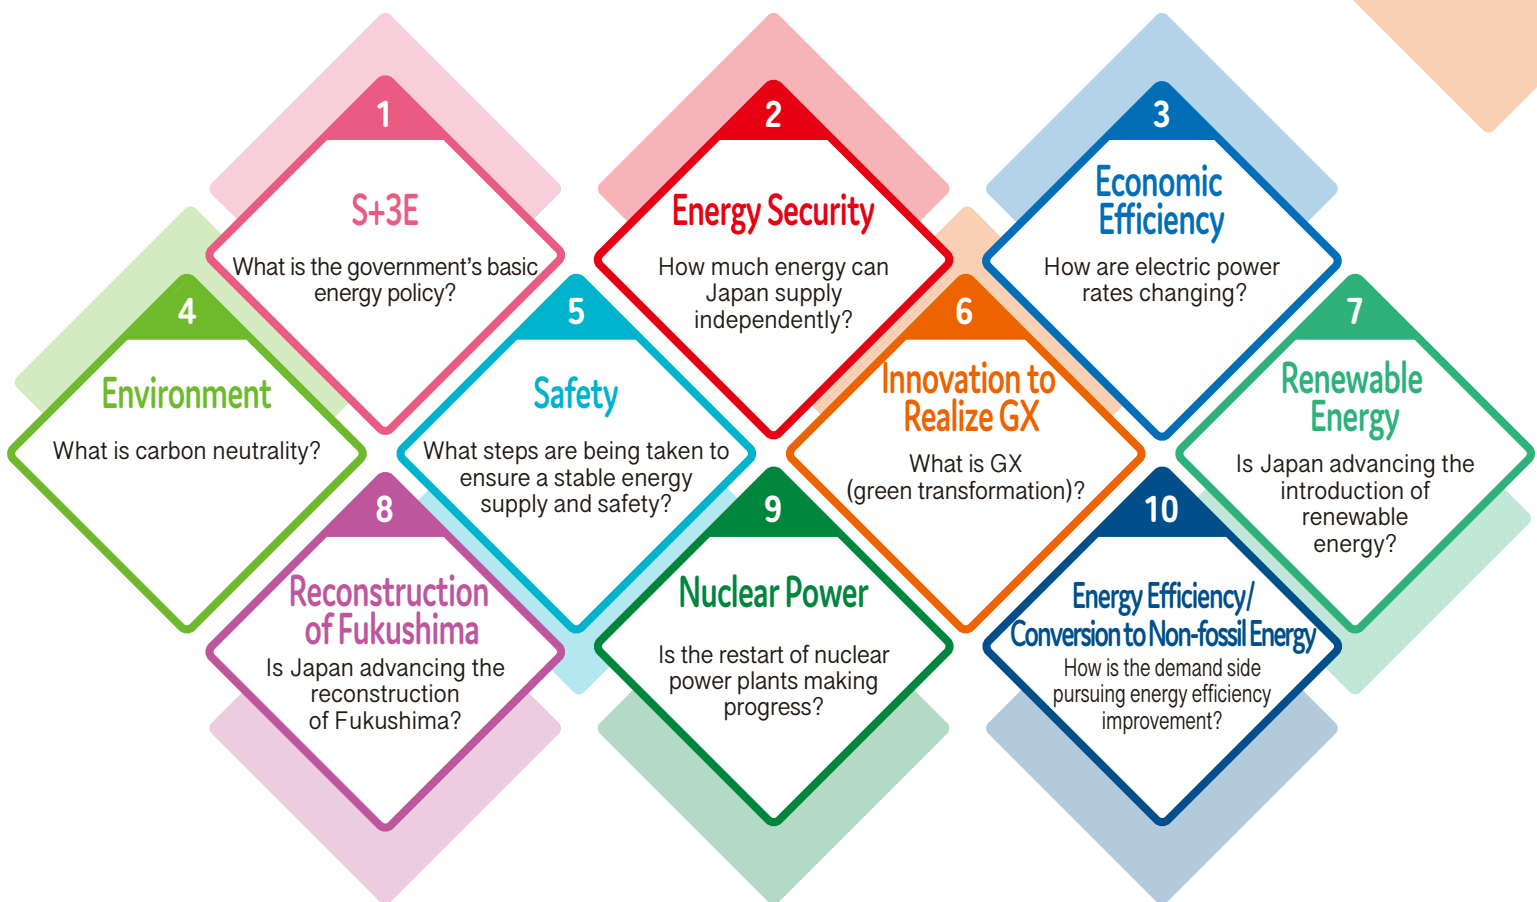 1
S+3E
What is the government’s basic
energy policy?
2
Energy Security
How much energy can
Japan supply
independently?
3
Economic
Efficiency
How are electric power
rates changing?
4
Environment
What is carbon neutrality?
5
Safety
What steps are being taken to
ensure a stable energy
supply and safety?
6
Innovation to
Realize GX
What is GX
(green transformation)?
7
Renewable
Energy
Is Japan advancing the
introduction of
renewable
energy?
8
Reconstruction
of Fukushima
Is Japan advancing the
reconstruction
of Fukushima?
9
Nuclear Power
Is the restart of nuclear
power plants making
progress?
10
Energy Efficiency/
Conversion to Non-fossil Energy
How is the demand side
pursuing energy efficiency
improvement?